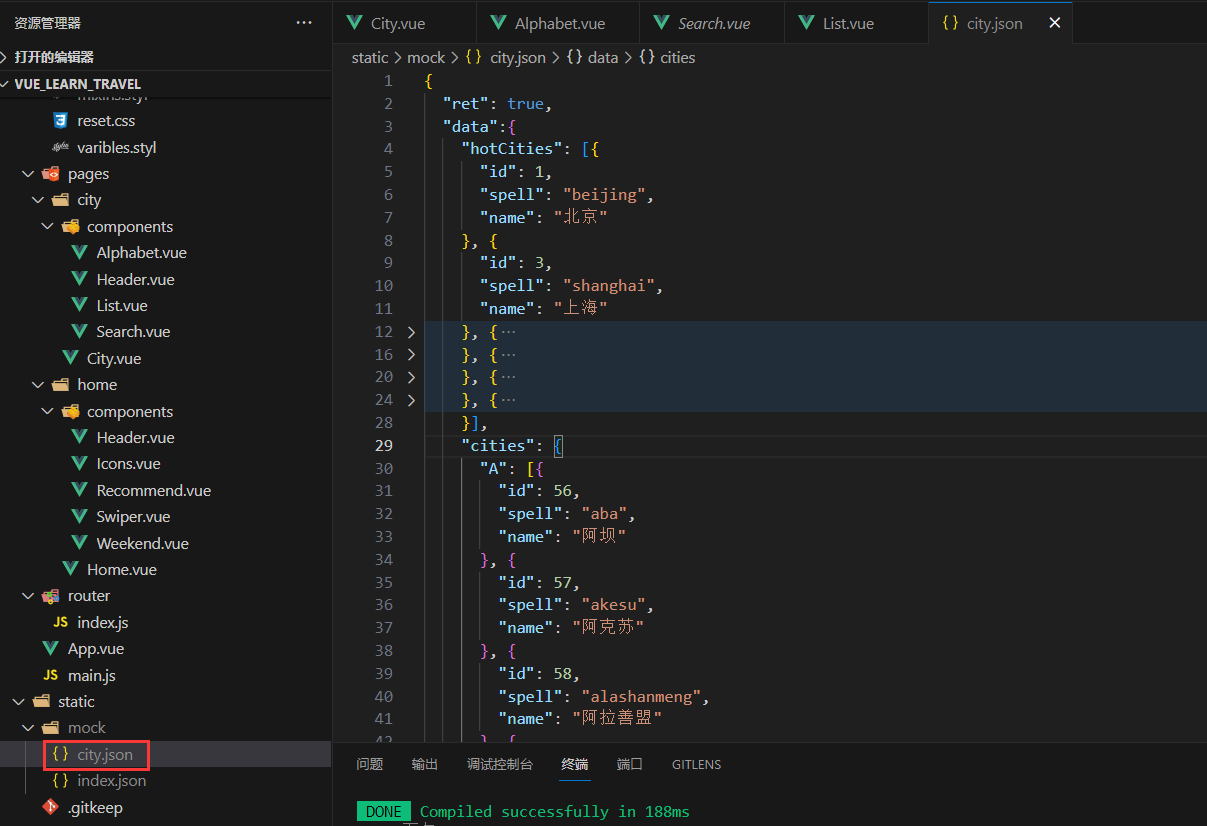 资源管理器 ···
打开的编辑器
VUE_LEARN_TRAVEL
mixins.styl
reset.css
varibles.styl
pages
city
components
Alphabet.vue
Header.vue
List.vue
Search.vue
City.vue
home
components
Header.vue
Icons.vue
Recommend.vue
Swiper.vue
Weekend.vue
Home.vue
router
JS index.js
App.vue
JS main.js
static
mock
{ } city.json
{ } index.json
.gitkeep
City.vue Alphabet.vue Search.vue List.vue { } city.json ×
static > mock > { } city.json > { } data > { } cities
1 {
2 "ret": true,
3 "data":{
4 "hotCities": [{
5 "id": 1,
6 "spell": "beijing",
7 "name": "北京"
8 }, {
9 "id": 3,
10 "spell": "shanghai",
11 "name": "上海"
12 > }, { ···
16 > }, { ···
20 > }, { ···
24 > }, { ···
28 }],
29 "cities": {
30 "A": [{
31 "id": 56,
32 "spell": "aba",
33 "name": "阿坝"
34 }, {
35 "id": 57,
36 "spell": "akesu",
37 "name": "阿克苏"
38 }, {
39 "id": 58,
40 "spell": "alashanmeng",
41 "name": "阿拉善盟"
42 }, {
问题 输出 调试控制台 终端 端口 GITLENS
DONE Compiled successfully in 188ms